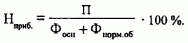 Нприб. = П / (Фосн + Фнорм.об) · 100 %.